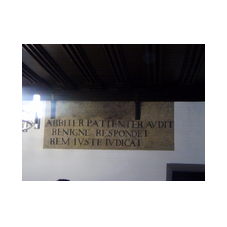 ARBITER PATIENTER AVDIT
BENIGNE RESPONDET
REM IVSTE IVDICAT